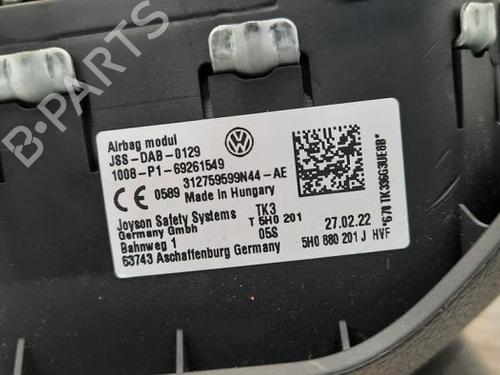 Airbag modul
JSS-DAB-0129
1008-P1-69261549
312759599N44-AE
CE 0589 Made in Hungary
Joyson Safety Systems TK3
Germany GmbH T 5H0 201
Bahnweg 1 05S 27.02.22
63743 Aschaffenburg Germany 5H0 880 201 J HVF
B-PARTS